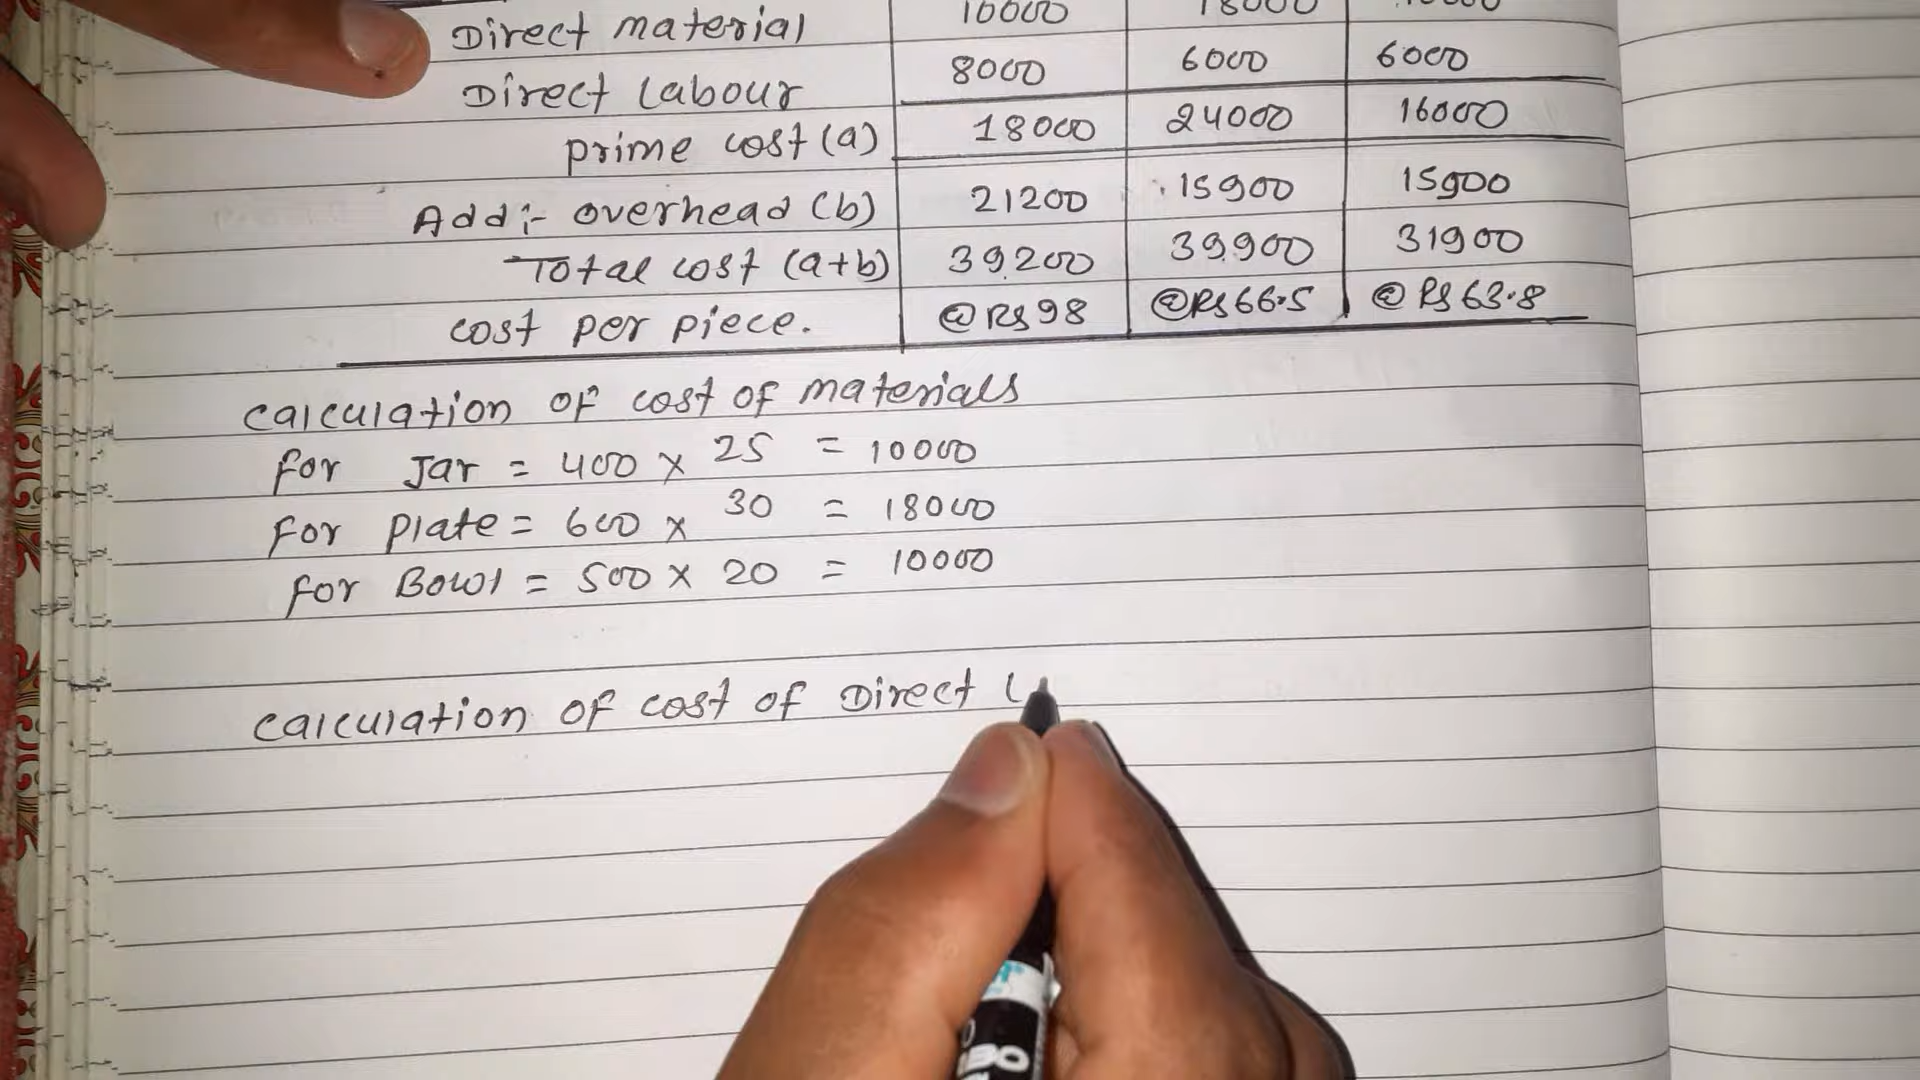 Direct material 10000 18000 10000
Direct Labour 8000 6000 6000
prime cost (a) 18000 24000 16000
Add:- overhead (b) 21200 15900 15900
Total cost (a+b) 39200 39900 31900
cost per piece. @Rs98 @Rs66.5 @Rs63.8
calculation of cost of materials
for Jar = 400 x 25 = 10000
For plate = 600 x 30 = 18000
for Bowl = 500 x 20 = 10000
calculation of cost of Direct L